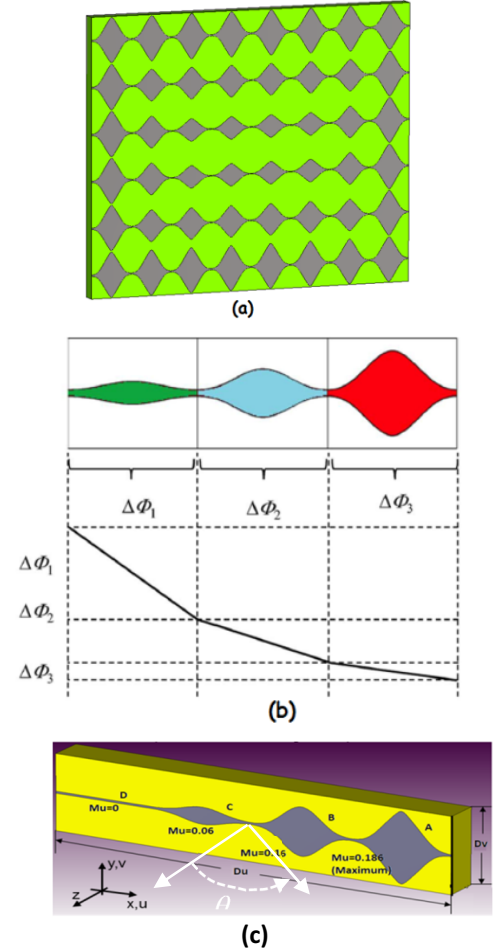 (a)
ΔΦ₁
ΔΦ₂
ΔΦ₃
ΔΦ₁
ΔΦ₂
ΔΦ₃
(b)
D
Mu=0
C
Mu=0.06
B
Mu=0.16
A
Mu=0.186
(Maximum)
Du
Dv
θ
y,v
x,u
z
(c)